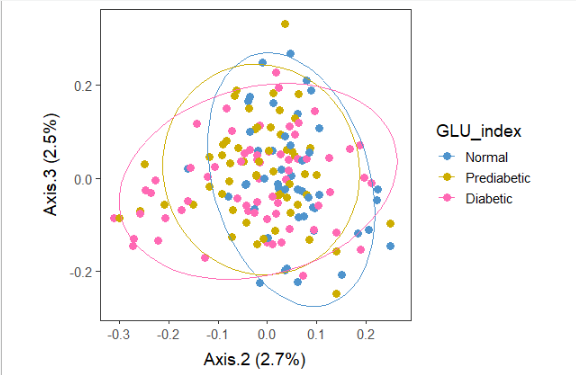 0.2
0.0
-0.2
Axis.3 (2.5%)
-0.3 -0.2 -0.1 0.0 0.1 0.2
Axis.2 (2.7%)
GLU_index
Normal
Prediabetic
Diabetic